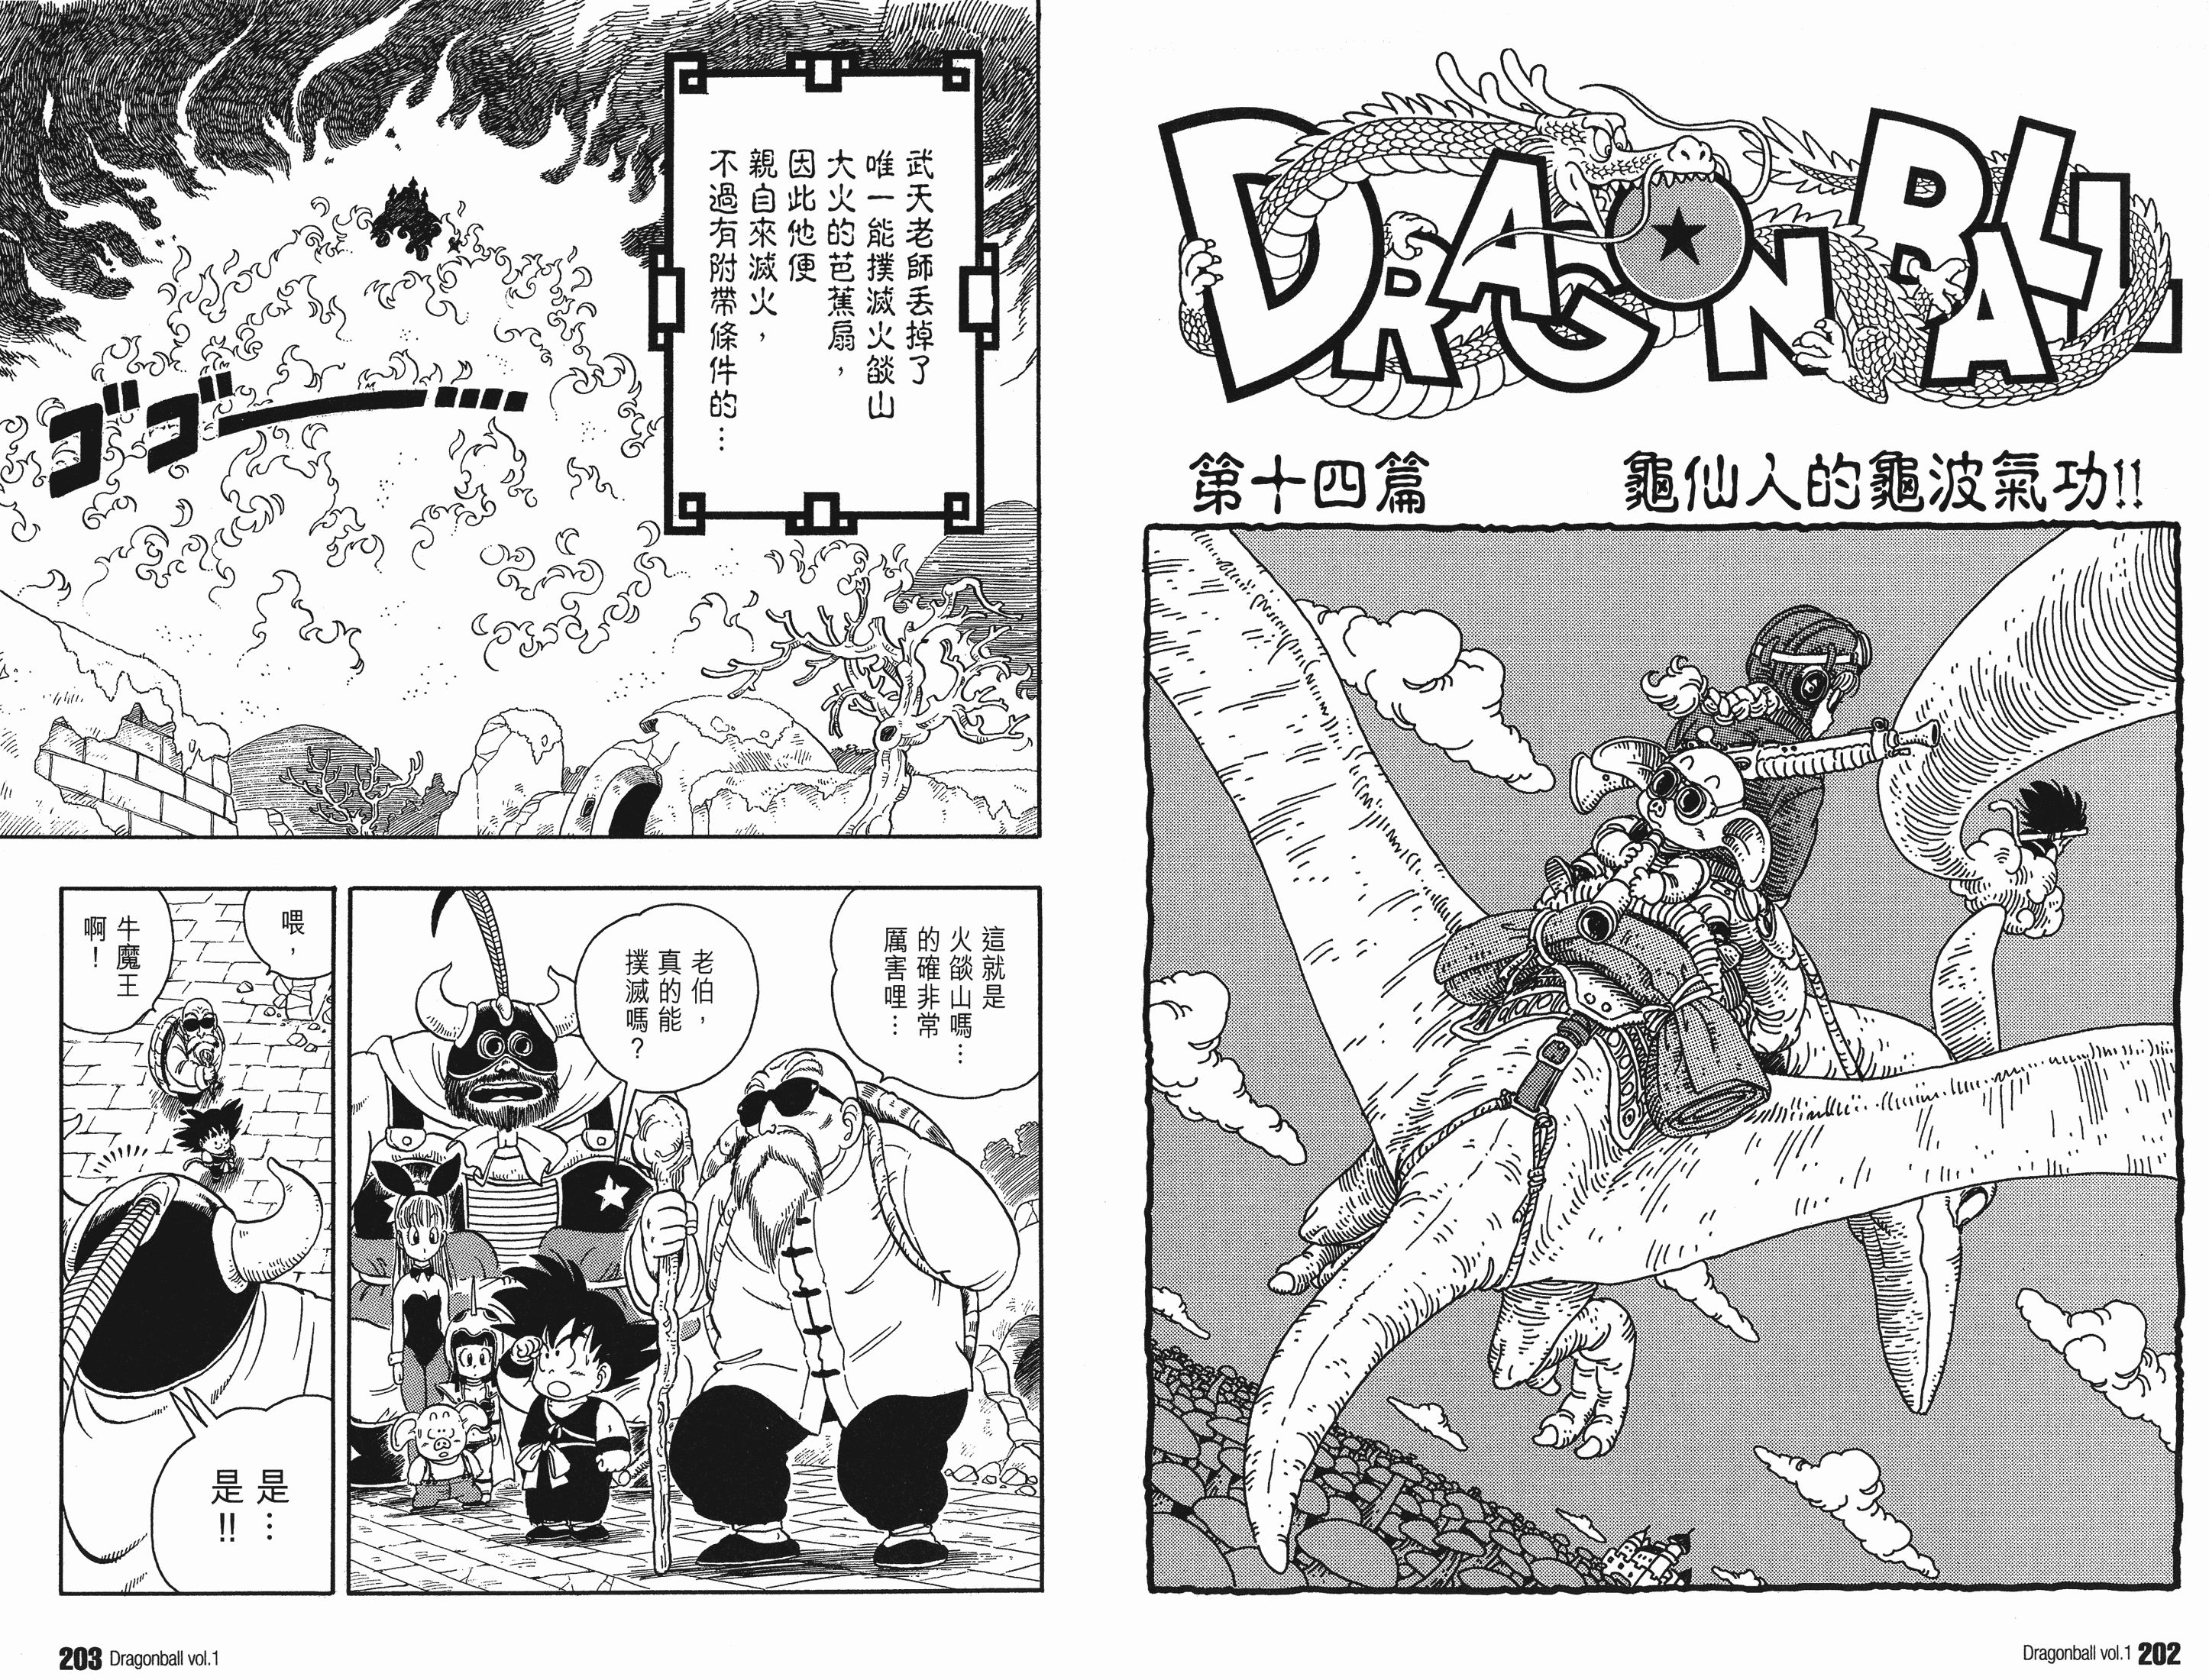 DRAGON BALL
第十四篇 龜仙人的龜波氣功!!
Dragonball vol.1 202
武天老師丟掉了
唯一能撲滅火燄山
大火的芭蕉扇，
因此他便
親自來滅火，
不過有附帶條件的…
ゴゴー
這就是
火燄山嗎…
的確非常
厲害哩…
老伯，
真的能
撲滅嗎？
喂，
牛魔王
啊！
是…
是!!
203 Dragonball vol.1